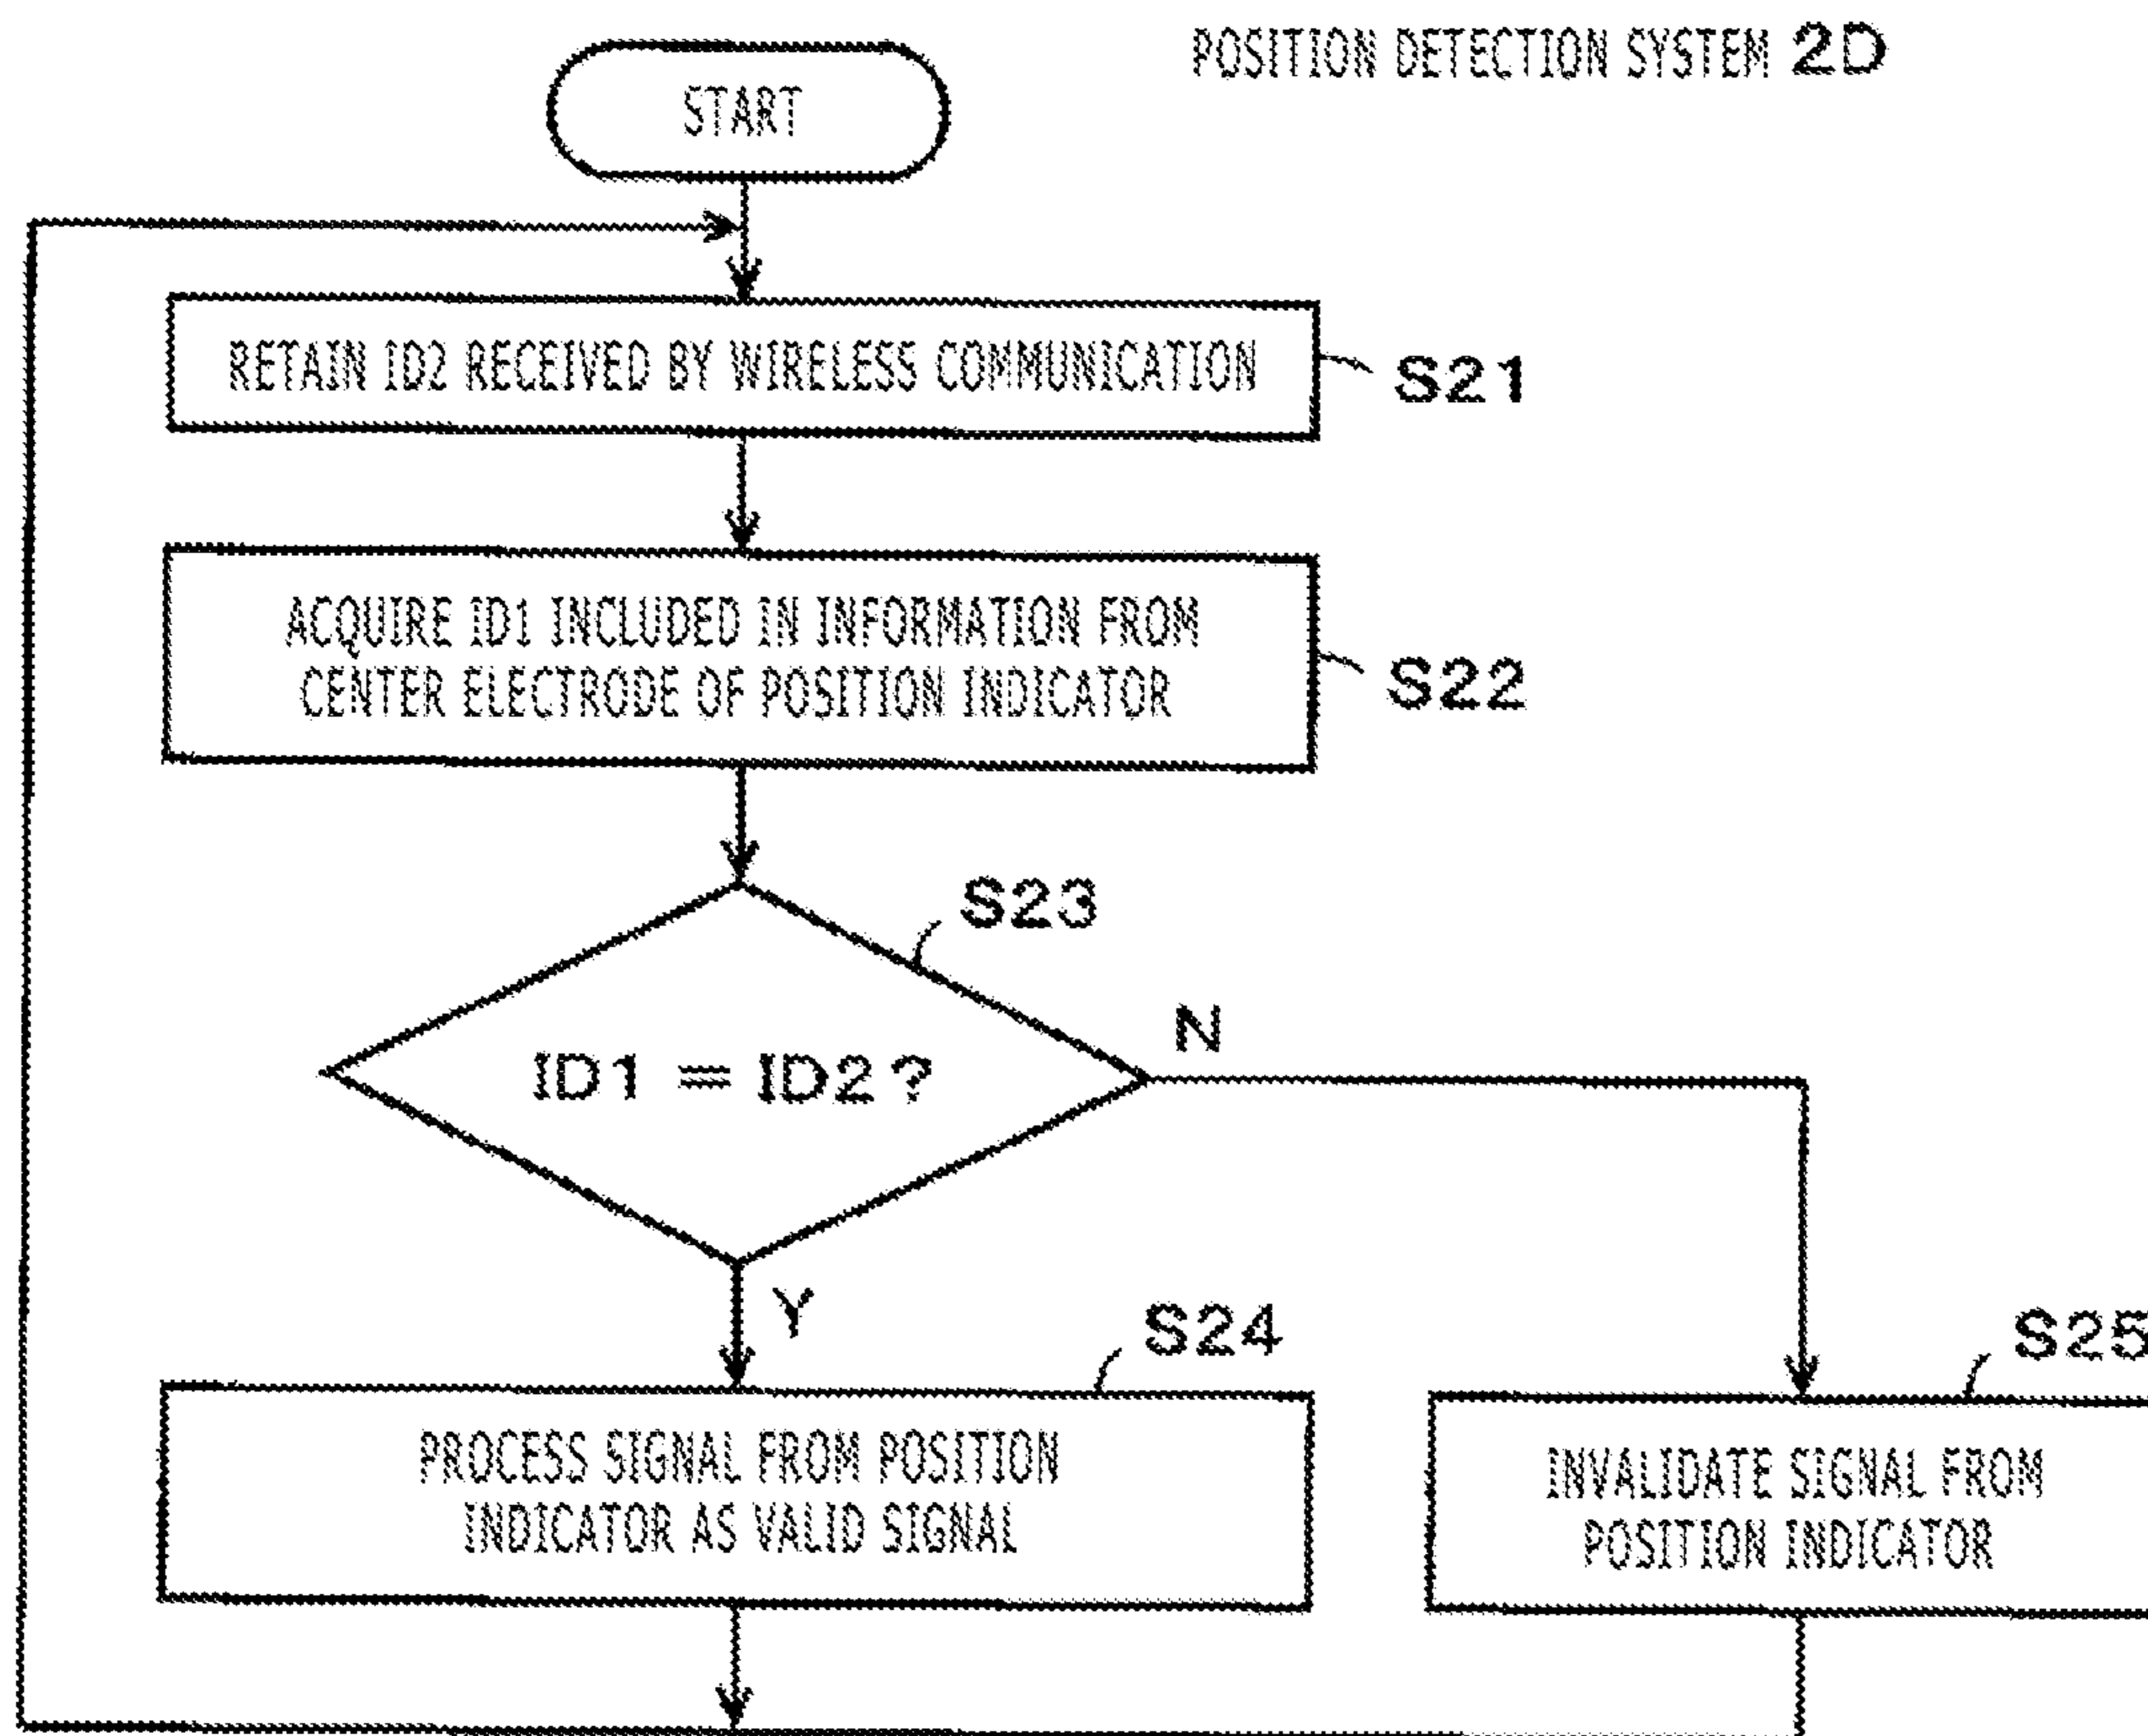 POSITION DETECTION SYSTEM 2D
START
RETAIN ID2 RECEIVED BY WIRELESS COMMUNICATION
S21
ACQUIRE ID1 INCLUDED IN INFORMATION FROM
CENTER ELECTRODE OF POSITION INDICATOR
S22
S23
ID1 = ID2 ?
N
Y
S24
PROCESS SIGNAL FROM POSITION
INDICATOR AS VALID SIGNAL
S25
INVALIDATE SIGNAL FROM
POSITION INDICATOR